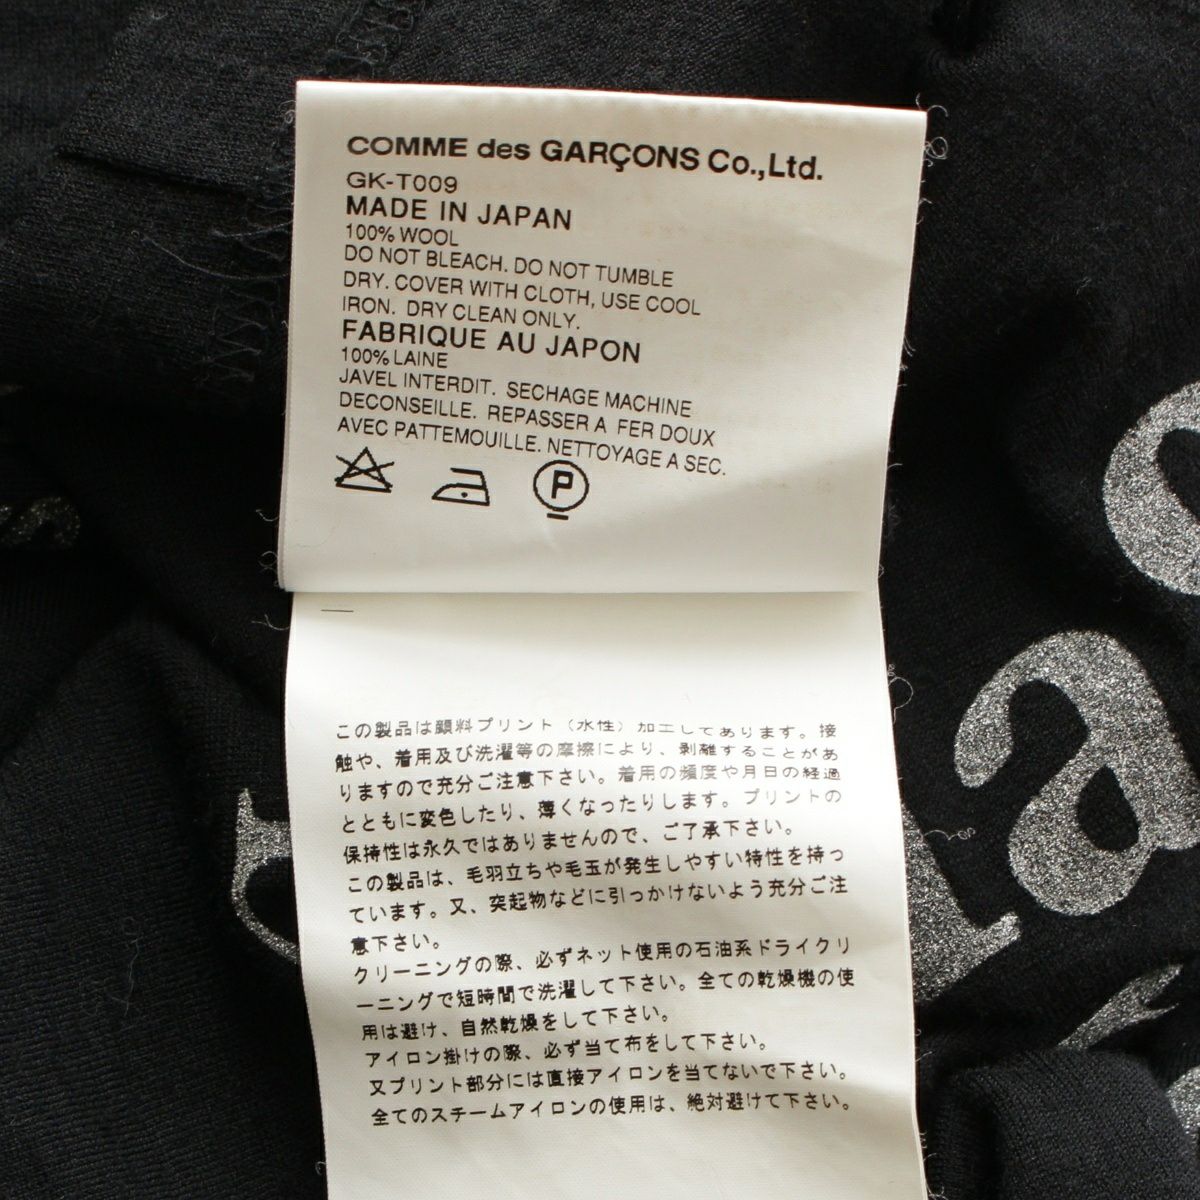 COMME des GARÇONS Co.,Ltd.
GK-T009
MADE IN JAPAN
100% WOOL
DO NOT BLEACH. DO NOT TUMBLE
DRY. COVER WITH CLOTH, USE COOL
IRON. DRY CLEAN ONLY.
FABRIQUE AU JAPON
100% LAINE
JAVEL INTERDIT. SECHAGE MACHINE
DECONSEILLE. REPASSER A FER DOUX
AVEC PATTEMOUILLE. NETTOYAGE A SEC.
P
この製品は顔料プリント（水性）加工してあります。接
触や、着用及び洗濯等の摩擦により、剥離することがあ
りますので充分ご注意下さい。着用の頻度や月日の経過
とともに変色したり、薄くなったりします。プリントの
保持性は永久ではありませんので、ご了承下さい。
この製品は、毛羽立ちや毛玉が発生しやすい特性を持っ
ています。又、突起物などに引っかけないよう充分ご注
意下さい。
クリーニングの際、必ずネット使用の石油系ドライクリ
ーニングで短時間で洗濯して下さい。全ての乾燥機の使
用は避け、自然乾燥をして下さい。
アイロン掛けの際、必ず当て布をして下さい。
又プリント部分には直接アイロンを当てないで下さい。
全てのスチームアイロンの使用は、絶対避けて下さい。
a